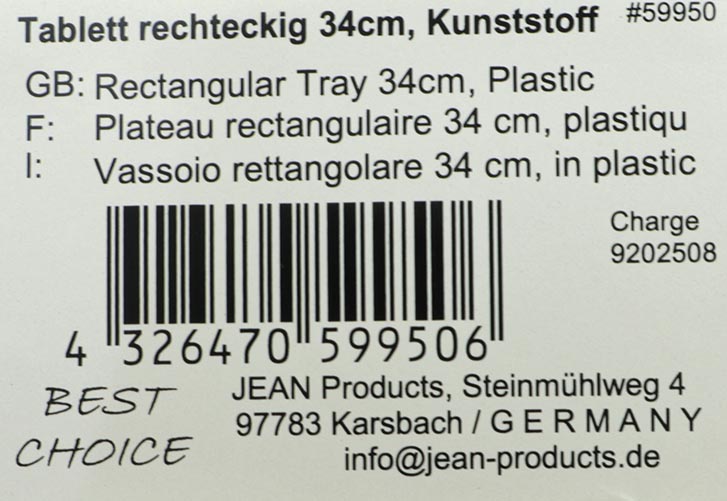 Tablett rechteckig 34cm, Kunststoff #59950
GB: Rectangular Tray 34cm, Plastic
F: Plateau rectangulaire 34 cm, plastiqu
I: Vassoio rettangolare 34 cm, in plastic
Charge
9202508
4 326470 599506
BEST
CHOICE
JEAN Products, Steinmühlweg 4
97783 Karsbach / G E R M A N Y
info@jean-products.de